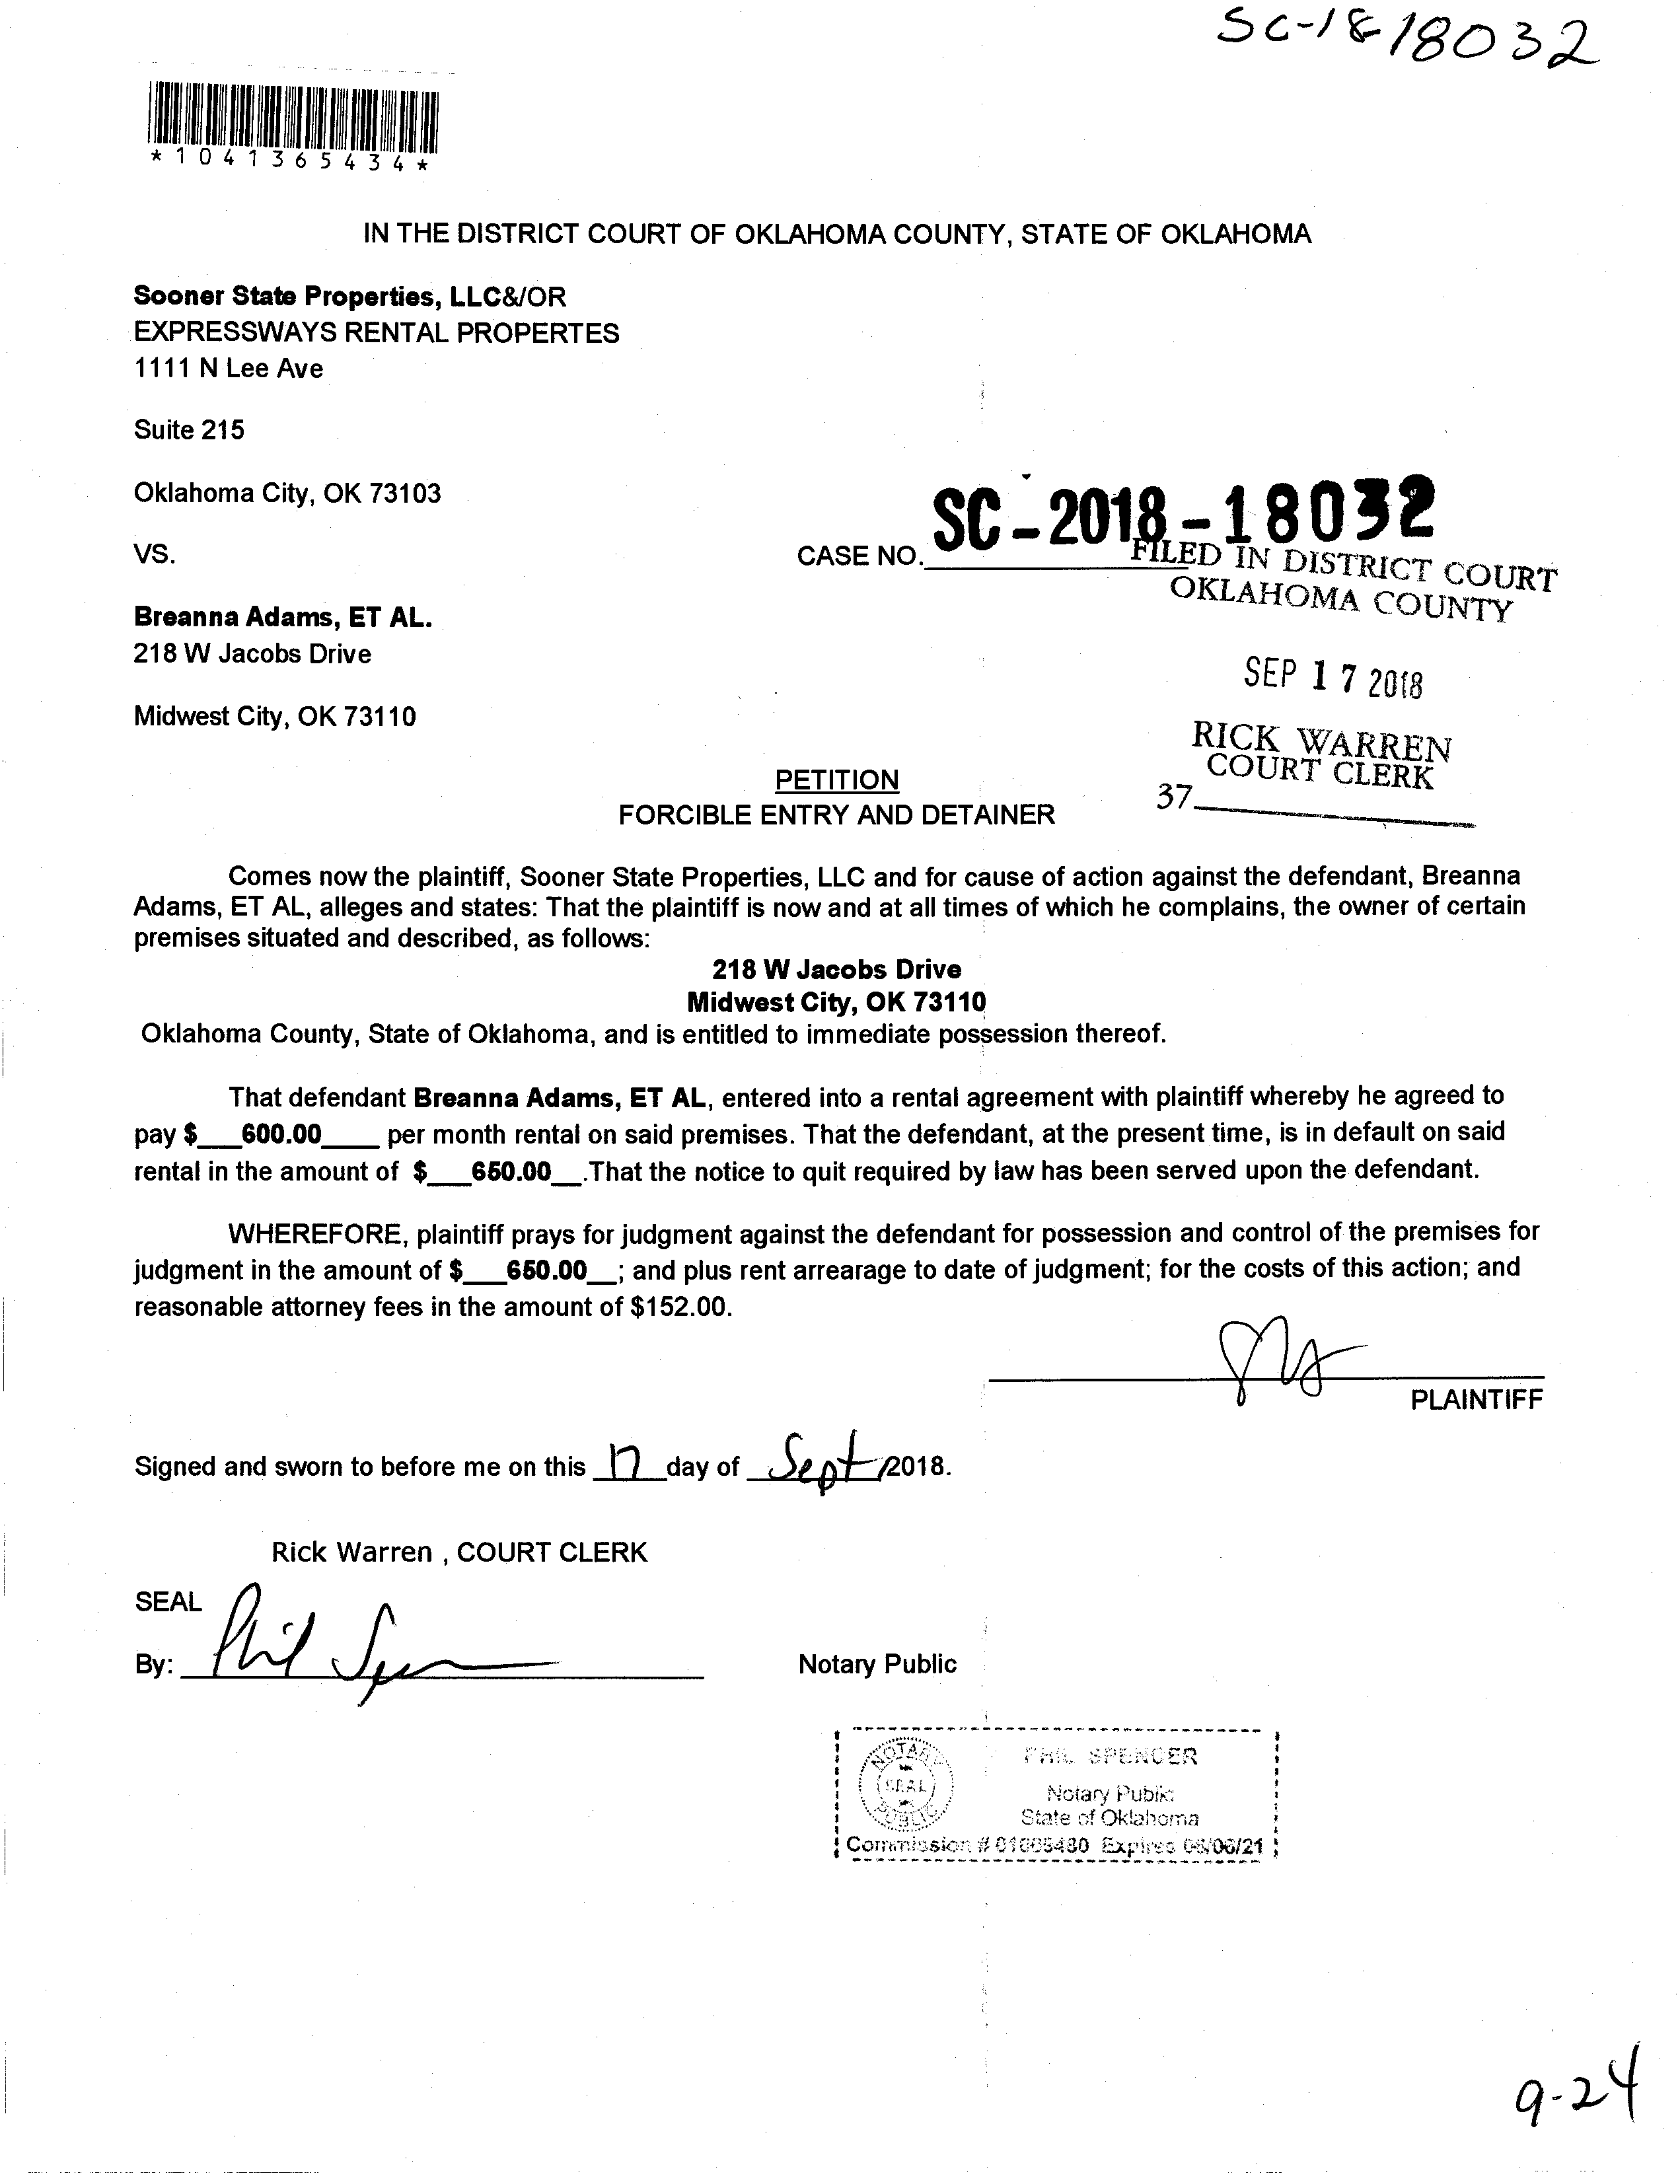 SC-18-18032
*1041365434*
IN THE DISTRICT COURT OF OKLAHOMA COUNTY, STATE OF OKLAHOMA
Sooner State Properties, LLC&/OR
EXPRESSWAYS RENTAL PROPERTES
1111 N Lee Ave
Suite 215
Oklahoma City, OK 73103
VS.
CASE NO. SC-2018-18032
FILED IN DISTRICT COURT
OKLAHOMA COUNTY
Breanna Adams, ET AL.
218 W Jacobs Drive
Midwest City, OK 73110
SEP 17 2018
RICK WARREN
COURT CLERK
37
PETITION
FORCIBLE ENTRY AND DETAINER
Comes now the plaintiff, Sooner State Properties, LLC and for cause of action against the defendant, Breanna
Adams, ET AL, alleges and states: That the plaintiff is now and at all times of which he complains, the owner of certain
premises situated and described, as follows:
218 W Jacobs Drive
Midwest City, OK 73110
Oklahoma County, State of Oklahoma, and is entitled to immediate possession thereof.
That defendant Breanna Adams, ET AL, entered into a rental agreement with plaintiff whereby he agreed to
pay $___600.00____ per month rental on said premises. That the defendant, at the present time, is in default on said
rental in the amount of $___650.00__.That the notice to quit required by law has been served upon the defendant.
WHEREFORE, plaintiff prays for judgment against the defendant for possession and control of the premises for
judgment in the amount of $___650.00__; and plus rent arrearage to date of judgment; for the costs of this action; and
reasonable attorney fees in the amount of $152.00.
PLAINTIFF
Signed and sworn to before me on this 17 day of Sept 2018.
Rick Warren , COURT CLERK
SEAL
By: Phil Spencer
Notary Public
NOTARY SEAL PUBLIC
PHIL SPENCER
Notary Public
State of Oklahoma
Commission # Expires
9-24